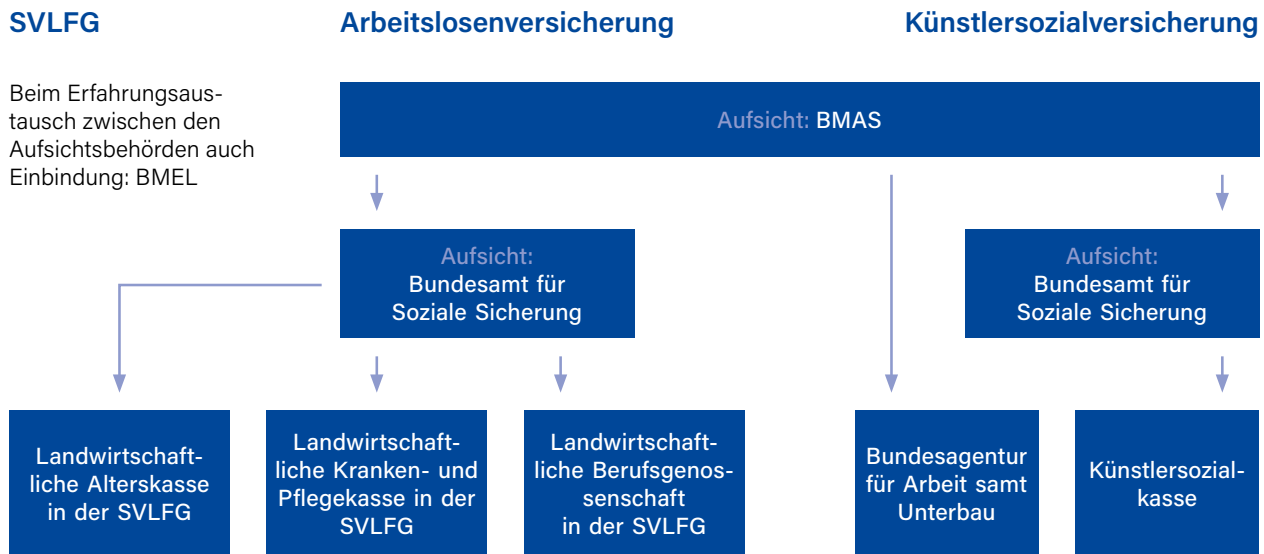 SVLFG
Arbeitslosenversicherung
Künstlersozialversicherung
Beim Erfahrungsaus-
tausch zwischen den
Aufsichtsbehörden auch
Einbindung: BMEL
Aufsicht: BMAS
Aufsicht:
Bundesamt für
Soziale Sicherung
Aufsicht:
Bundesamt für
Soziale Sicherung
Landwirtschaft-
liche Alterskasse
in der SVLFG
Landwirtschaft-
liche Kranken- und
Pflegekasse in der
SVLFG
Landwirtschaft-
liche Berufsgenos-
senschaft
in der SVLFG
Bundesagentur
für Arbeit samt
Unterbau
Künstlersozial-
kasse